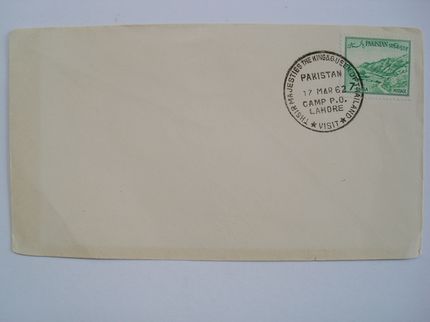 THEIR MAJESTIES THE KING & QUEEN OF THAILAND
PAKISTAN
17 MAR 62
CAMP P.O.
LAHORE
★ VISIT ★
PAKISTAN
POSTAGE